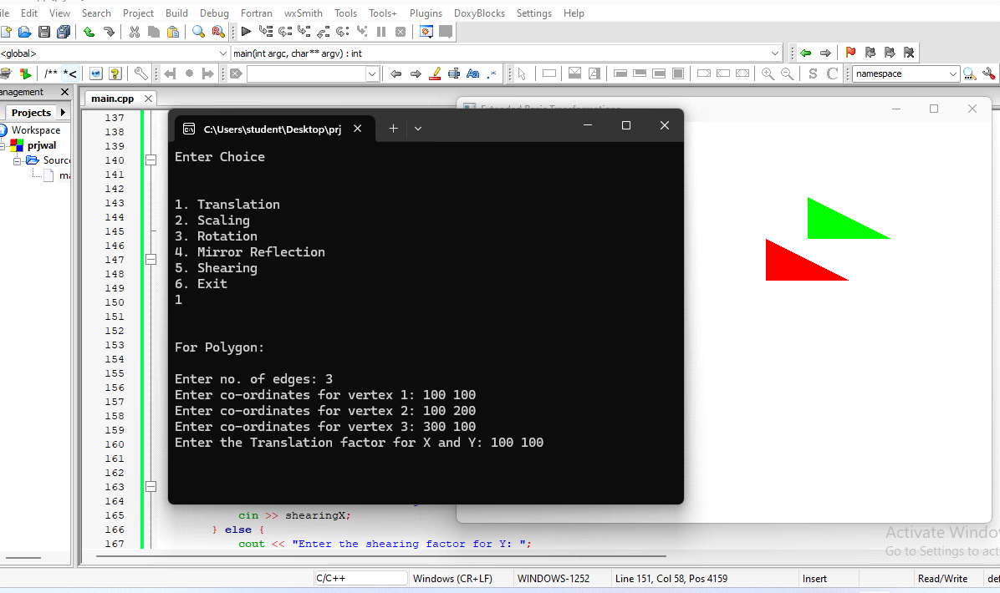 Edit View Search Project Build Debug Fortran wxSmith Tools Tools+ Plugins DoxyBlocks Settings Help
<global>
main(int argc, char** argv) : int
/** *<
Aa .*
S C
namespace
anagement
main.cpp
Projects
Workspace
prjwal
Sourc
ma
137
138
139
140
141
142
143
144
145
146
147
148
149
150
151
152
153
154
155
156
157
158
159
160
161
162
163
164
165
166
167
C:\Users\student\Desktop\prj
Enter Choice
1. Translation
2. Scaling
3. Rotation
4. Mirror Reflection
5. Shearing
6. Exit
1
For Polygon:
Enter no. of edges: 3
Enter co-ordinates for vertex 1: 100 100
Enter co-ordinates for vertex 2: 100 200
Enter co-ordinates for vertex 3: 300 100
Enter the Translation factor for X and Y: 100 100
cin >> shearingX;
} else {
cout << "Enter the shearing factor for Y: ";
Activate Windo
Go to Settings to act
C/C++
Windows (CR+LF)
WINDOWS-1252
Line 151, Col 58, Pos 4159
Insert
Read/Write
def